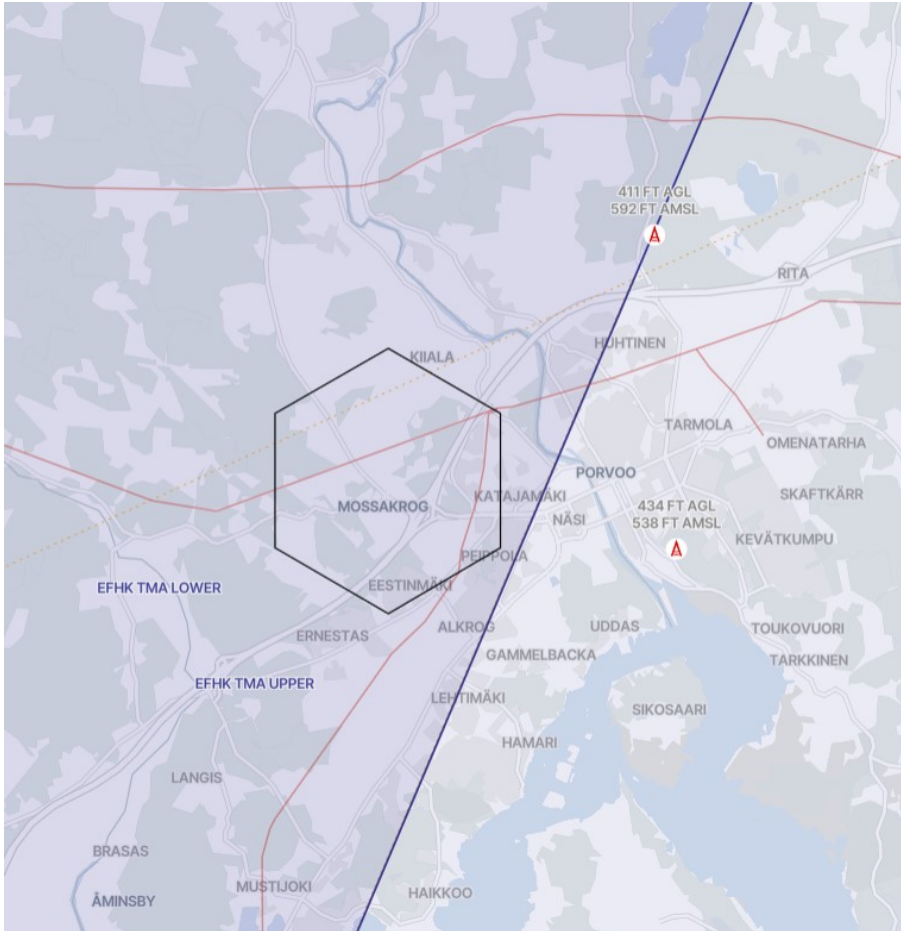 411 FT AGL
592 FT AMSL
RITA
HUHTINEN
KIIALA
TARMOLA
OMENATARHA
PORVOO
KATAJAMÄKI
SKAFTKÄRR
MOSSAKROG
434 FT AGL
538 FT AMSL
NÄSI
KEVÄTKUMPU
PEIPPOLA
EFHK TMA LOWER
EESTINMÄKI
ERNESTAS
ALKROG
UDDAS
TOUKOVUORI
GAMMELBACKA
TARKKINEN
EFHK TMA UPPER
LEHTIMÄKI
SIKOSAARI
HAMARI
LANGIS
BRASAS
MUSTIJOKI
HAIKKOO
ÅMINSBY